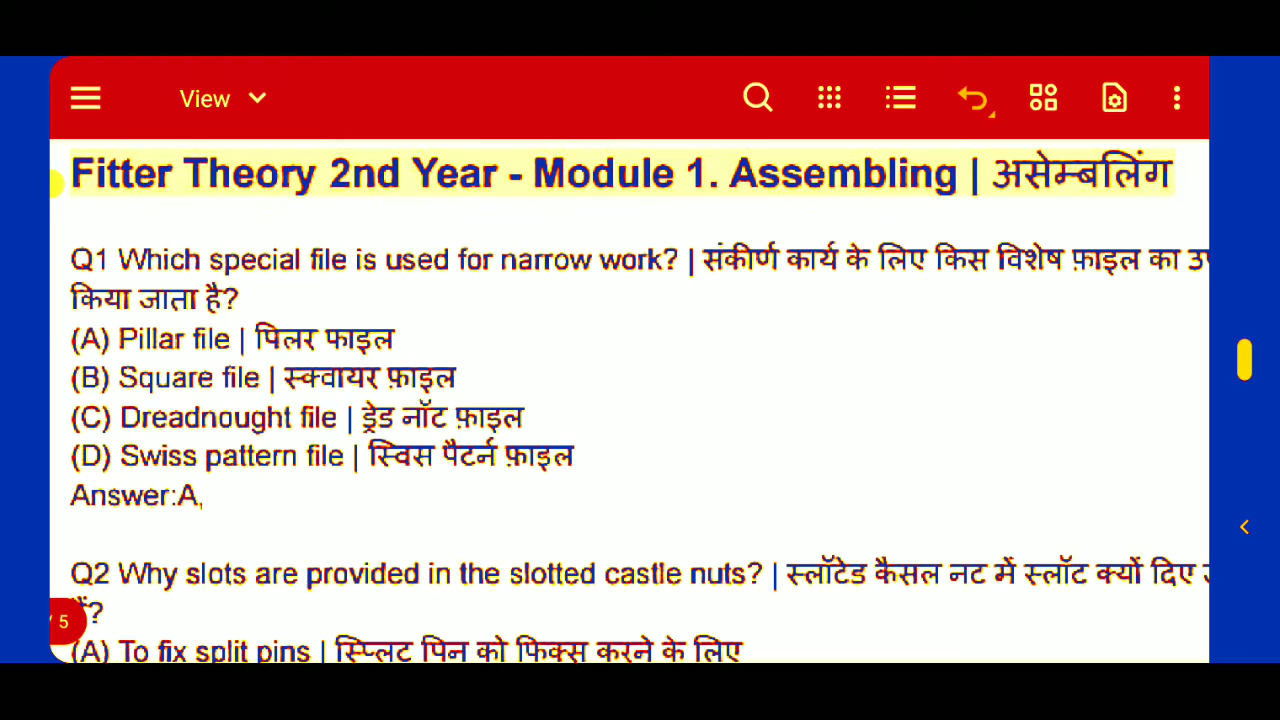 View
Fitter Theory 2nd Year - Module 1. Assembling | असेम्बलिंग
Q1 Which special file is used for narrow work? | संकीर्ण कार्य के लिए किस विशेष फ़ाइल का
किया जाता है?
(A) Pillar file | पिलर फाइल
(B) Square file | स्क्वायर फ़ाइल
(C) Dreadnought file | ड्रेड नॉट फ़ाइल
(D) Swiss pattern file | स्विस पैटर्न फ़ाइल
Answer:A,
Q2 Why slots are provided in the slotted castle nuts? | स्लॉटेड कैसल नट में स्लॉट क्यों दिए
/ 5
(A) To fix split pins | स्प्लिट पिन को फिक्स करने के लिए